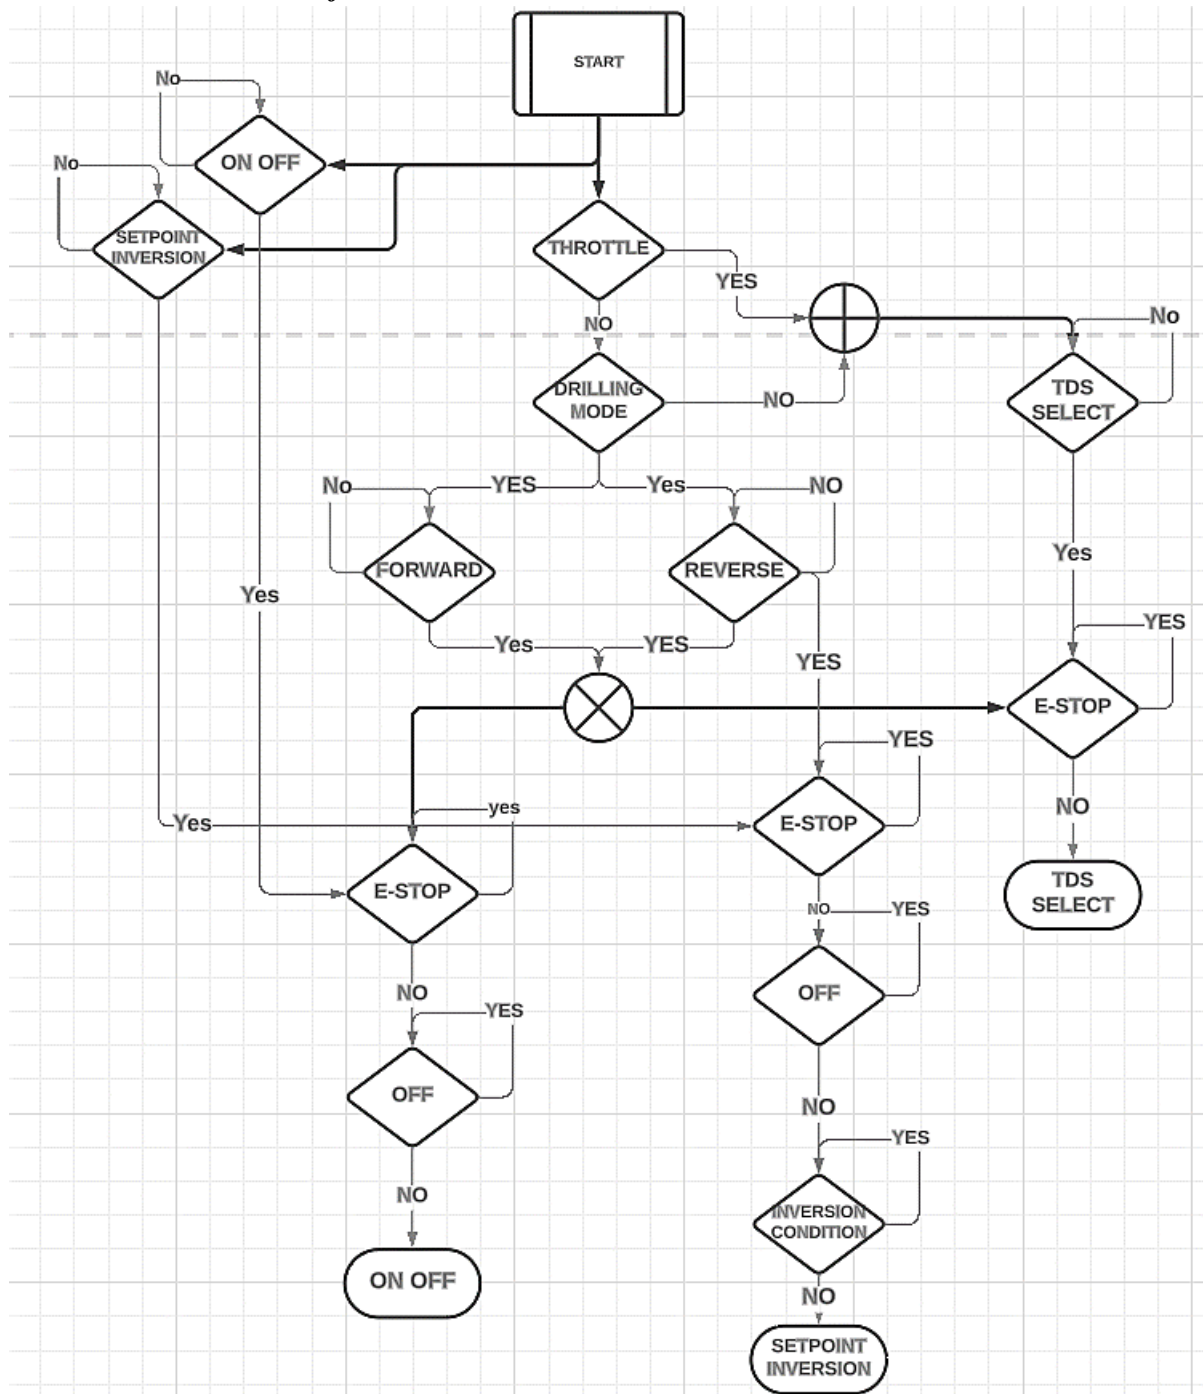 START
No
ON OFF
No
SETPOINT
INVERSION
THROTTLE
YES
NO
No
DRILLING
MODE
NO
TDS
SELECT
No
YES
Yes
NO
Yes
FORWARD
REVERSE
Yes
YES
Yes
YES
YES
E-STOP
YES
yes
NO
Yes
E-STOP
E-STOP
TDS
SELECT
NO
YES
NO
OFF
YES
OFF
NO
YES
NO
INVERSION
CONDITION
ON OFF
NO
SETPOINT
INVERSION